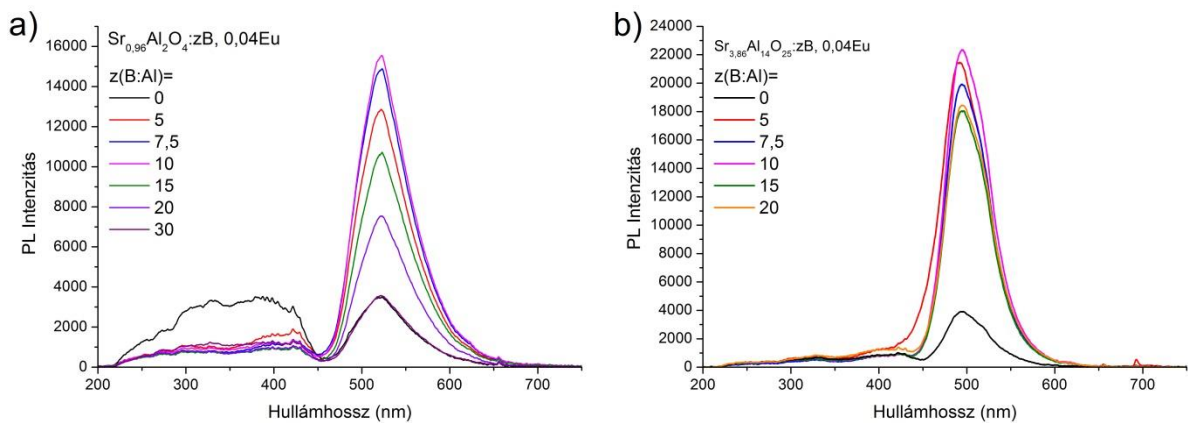 a)
Sr0,96Al2O4:zB, 0,04Eu
z(B:Al)=
0
5
7,5
10
15
20
30
16000
14000
12000
10000
8000
6000
4000
2000
0
PL Intenzitás
200 300 400 500 600 700
Hullámhossz (nm)
b)
Sr3,86Al14O25:zB, 0,04Eu
z(B:Al)=
0
5
7,5
10
15
20
24000
22000
20000
18000
16000
14000
12000
10000
8000
6000
4000
2000
0
PL Intenzitás
200 300 400 500 600 700
Hullámhossz (nm)